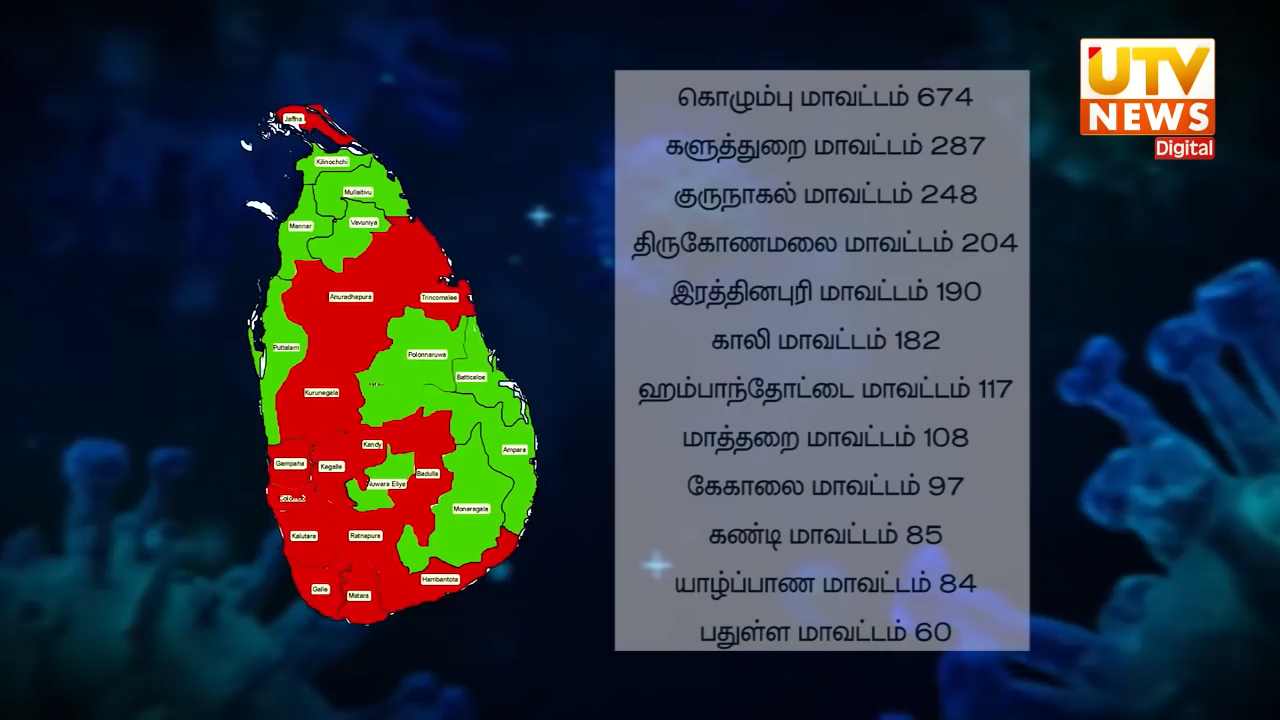 UTV
NEWS
Digital
கொழும்பு மாவட்டம் 674
களுத்துறை மாவட்டம் 287
குருநாகல் மாவட்டம் 248
திருகோணமலை மாவட்டம் 204
இரத்தினபுரி மாவட்டம் 190
காலி மாவட்டம் 182
ஹம்பாந்தோட்டை மாவட்டம் 117
மாத்தறை மாவட்டம் 108
கேகாலை மாவட்டம் 97
கண்டி மாவட்டம் 85
யாழ்ப்பாண மாவட்டம் 84
பதுள்ள மாவட்டம் 60
Jaffna
Kilinochchi
Mullaitivu
Mannar
Vavuniya
Anuradhapura
Trincomalee
Puttalam
Polonnaruwa
Batticaloa
Kurunegala
Kandy
Ampara
Gampaha
Kegalle
Badulla
Nuwara Eliya
Colombo
Moneragala
Kalutara
Ratnapura
Hambantota
Galle
Matara